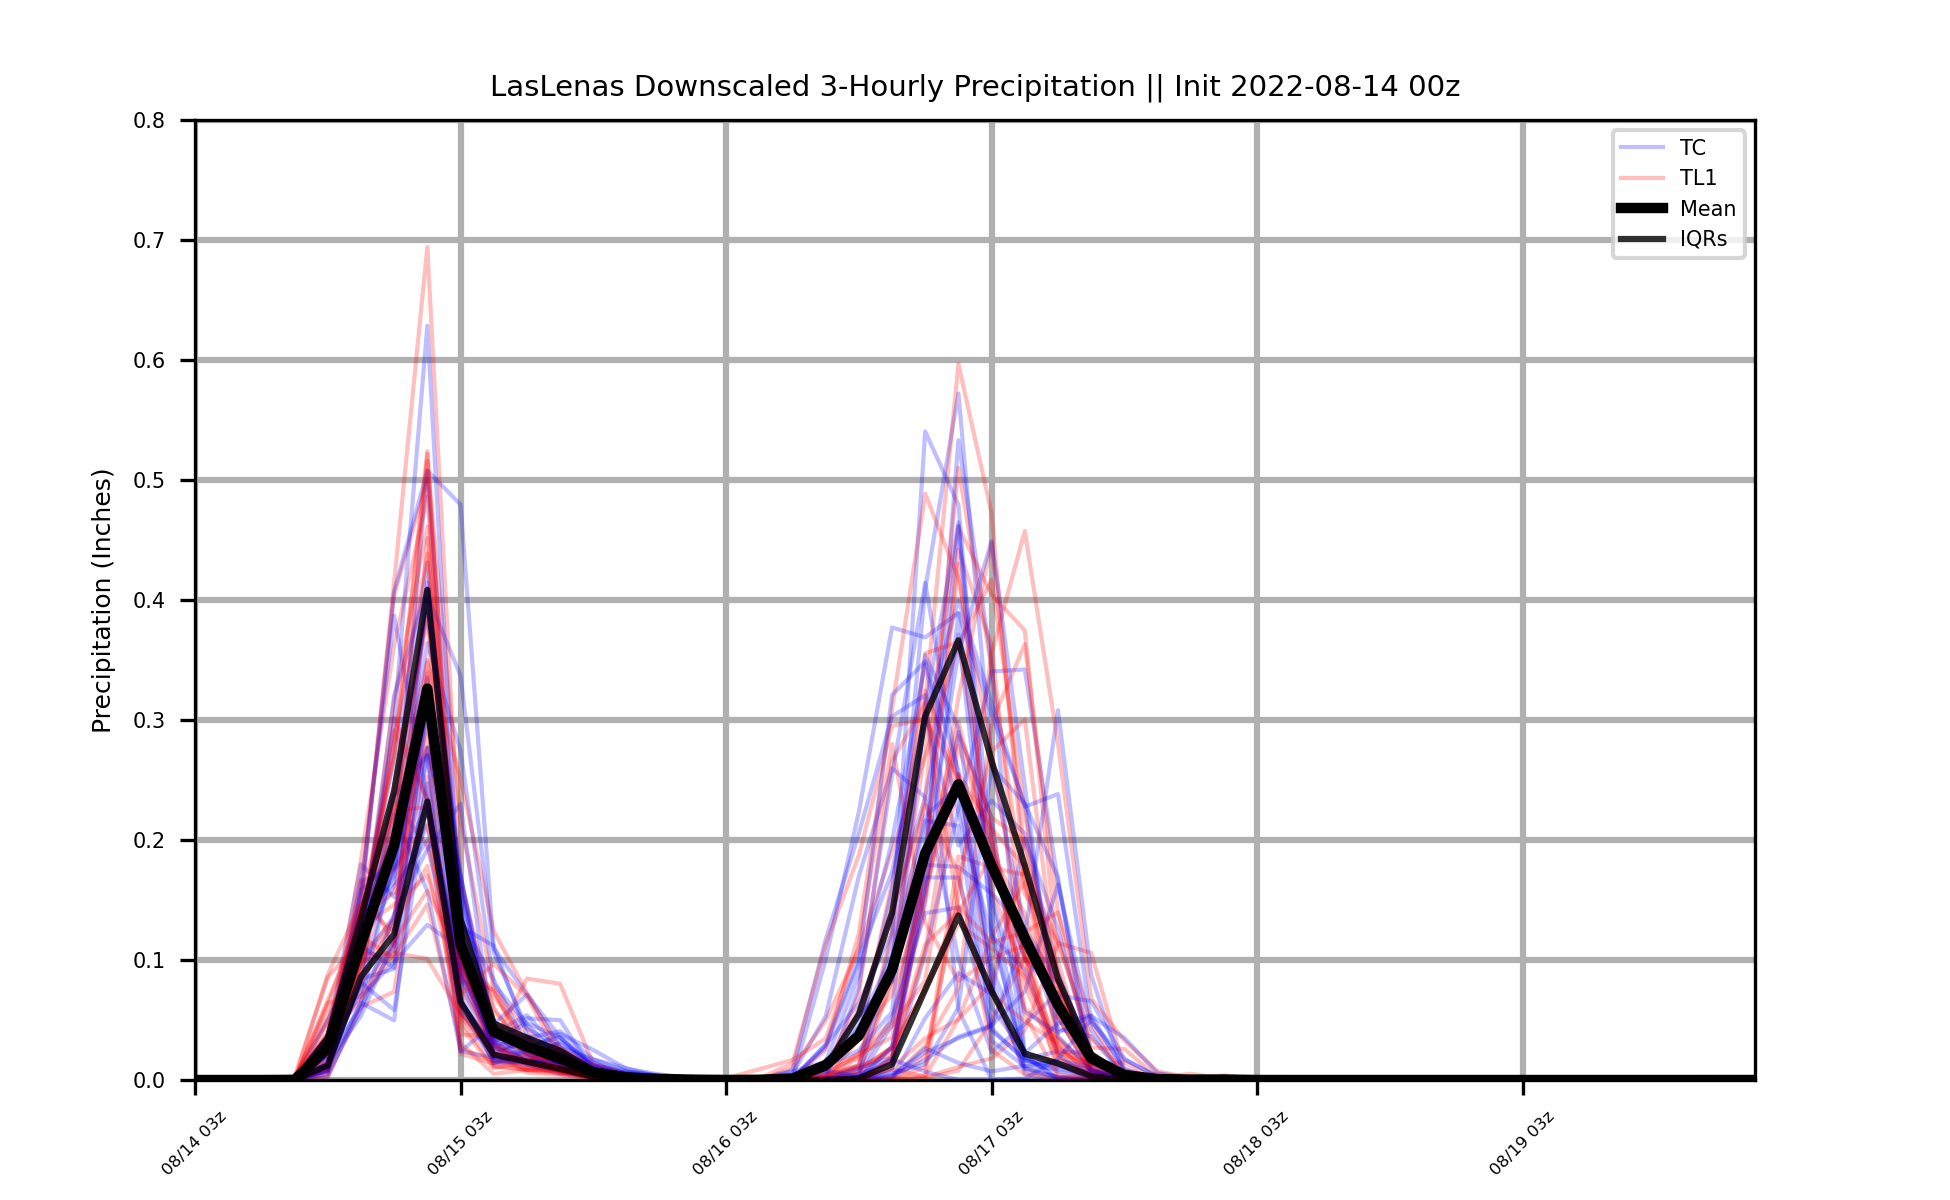 LasLenas Downscaled 3-Hourly Precipitation || Init 2022-08-14 00z
0.8
0.7
0.6
0.5
0.4
0.3
0.2
0.1
0.0
Precipitation (Inches)
TC
TL1
Mean
IQRs
08/14 03z
08/15 03z
08/16 03z
08/17 03z
08/18 03z
08/19 03z